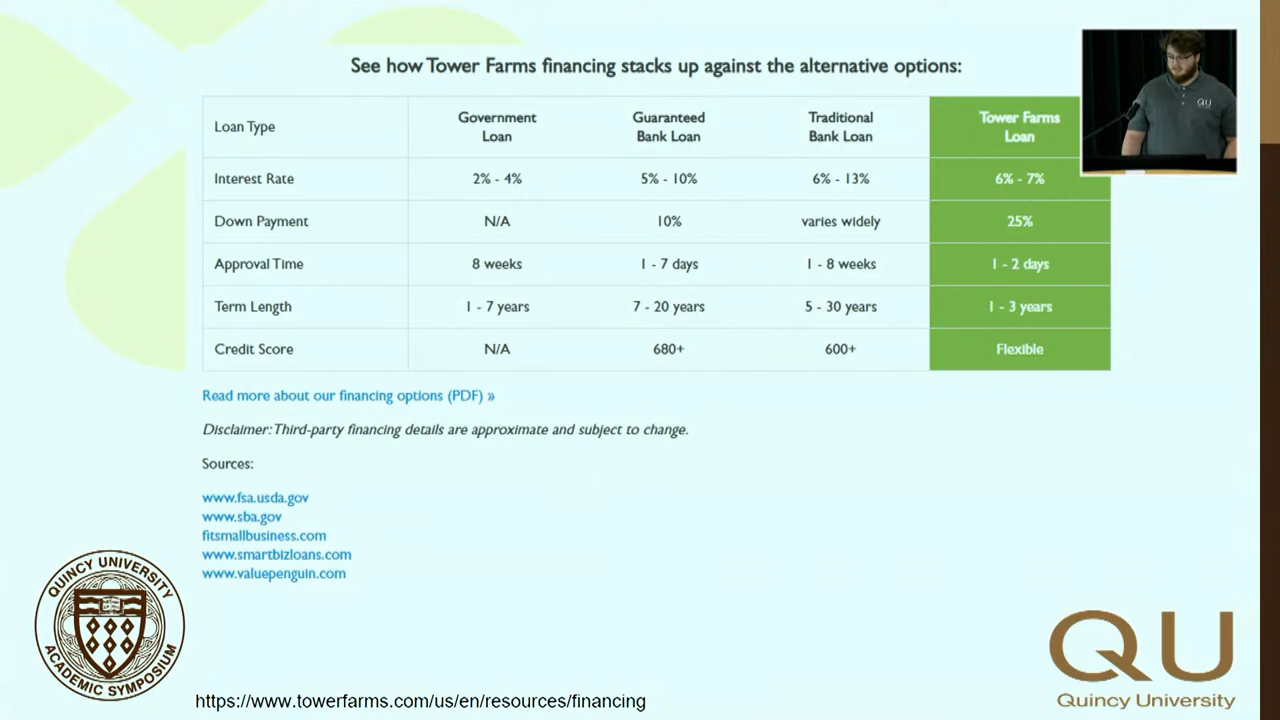 See how Tower Farms financing stacks up against the alternative options:
Loan Type
Government
Loan
Guaranteed
Bank Loan
Traditional
Bank Loan
Tower Farms
Loan
Interest Rate
2% - 4%
5% - 10%
6% - 13%
6% - 7%
Down Payment
N/A
10%
varies widely
25%
Approval Time
8 weeks
1 - 7 days
1 - 8 weeks
1 - 2 days
Term Length
1 - 7 years
7 - 20 years
5 - 30 years
1 - 3 years
Credit Score
N/A
680+
600+
Flexible
Read more about our financing options (PDF) »
Disclaimer: Third-party financing details are approximate and subject to change.
Sources:
www.fsa.usda.gov
www.sba.gov
fitsmallbusiness.com
www.smartbizloans.com
www.valuepenguin.com
QUINCY UNIVERSITY
ACADEMIC SYMPOSIUM
https://www.towerfarms.com/us/en/resources/financing
QU
Quincy University
QU